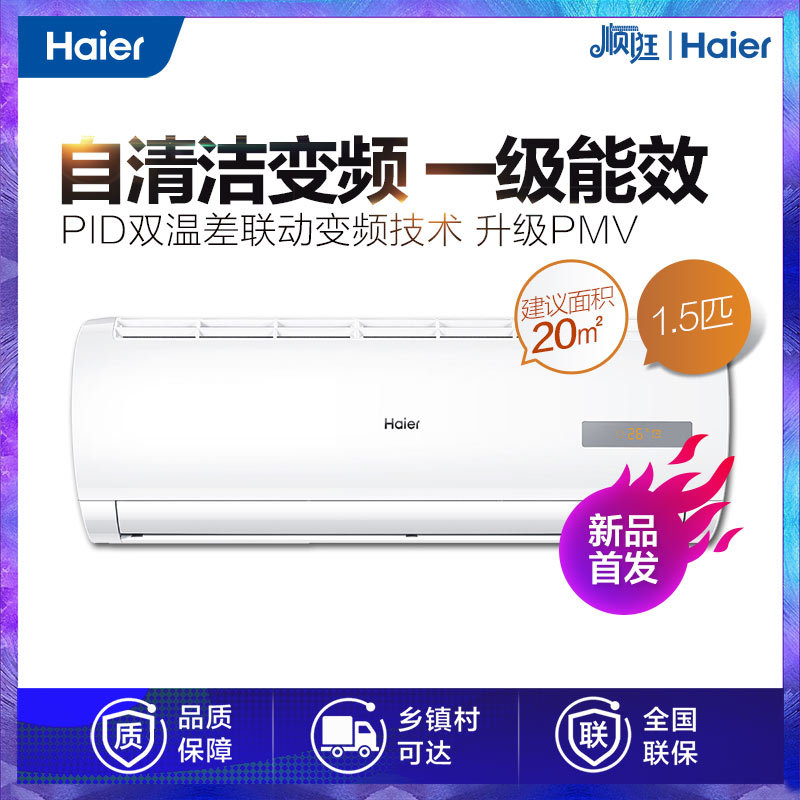 Haier
顺逛 | Haier
自清洁变频 一级能效
PID双温差联动变频技术 升级PMV
建议面积
20m²
1.5匹
Haier
26
新品
首发
质
品质
保障
乡镇村
可达
联
全国
联保